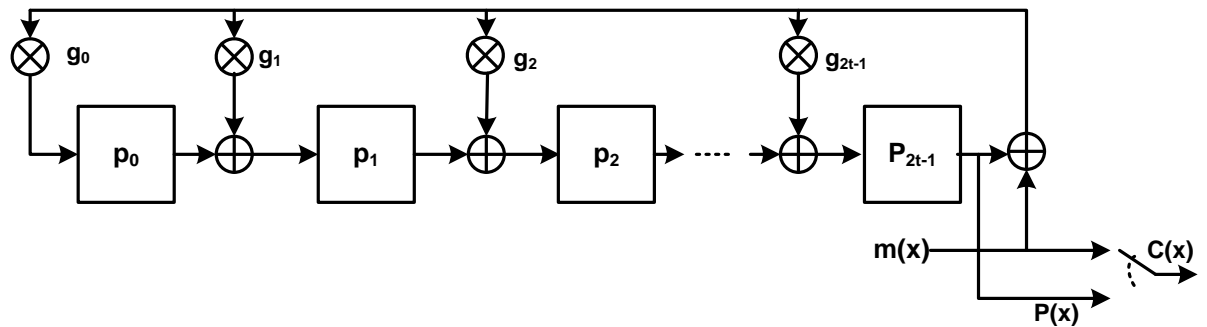 g₀
g₁
g₂
g₂ₜ₋₁
p₀
p₁
p₂
P₂ₜ₋₁
m(x)
C(x)
P(x)